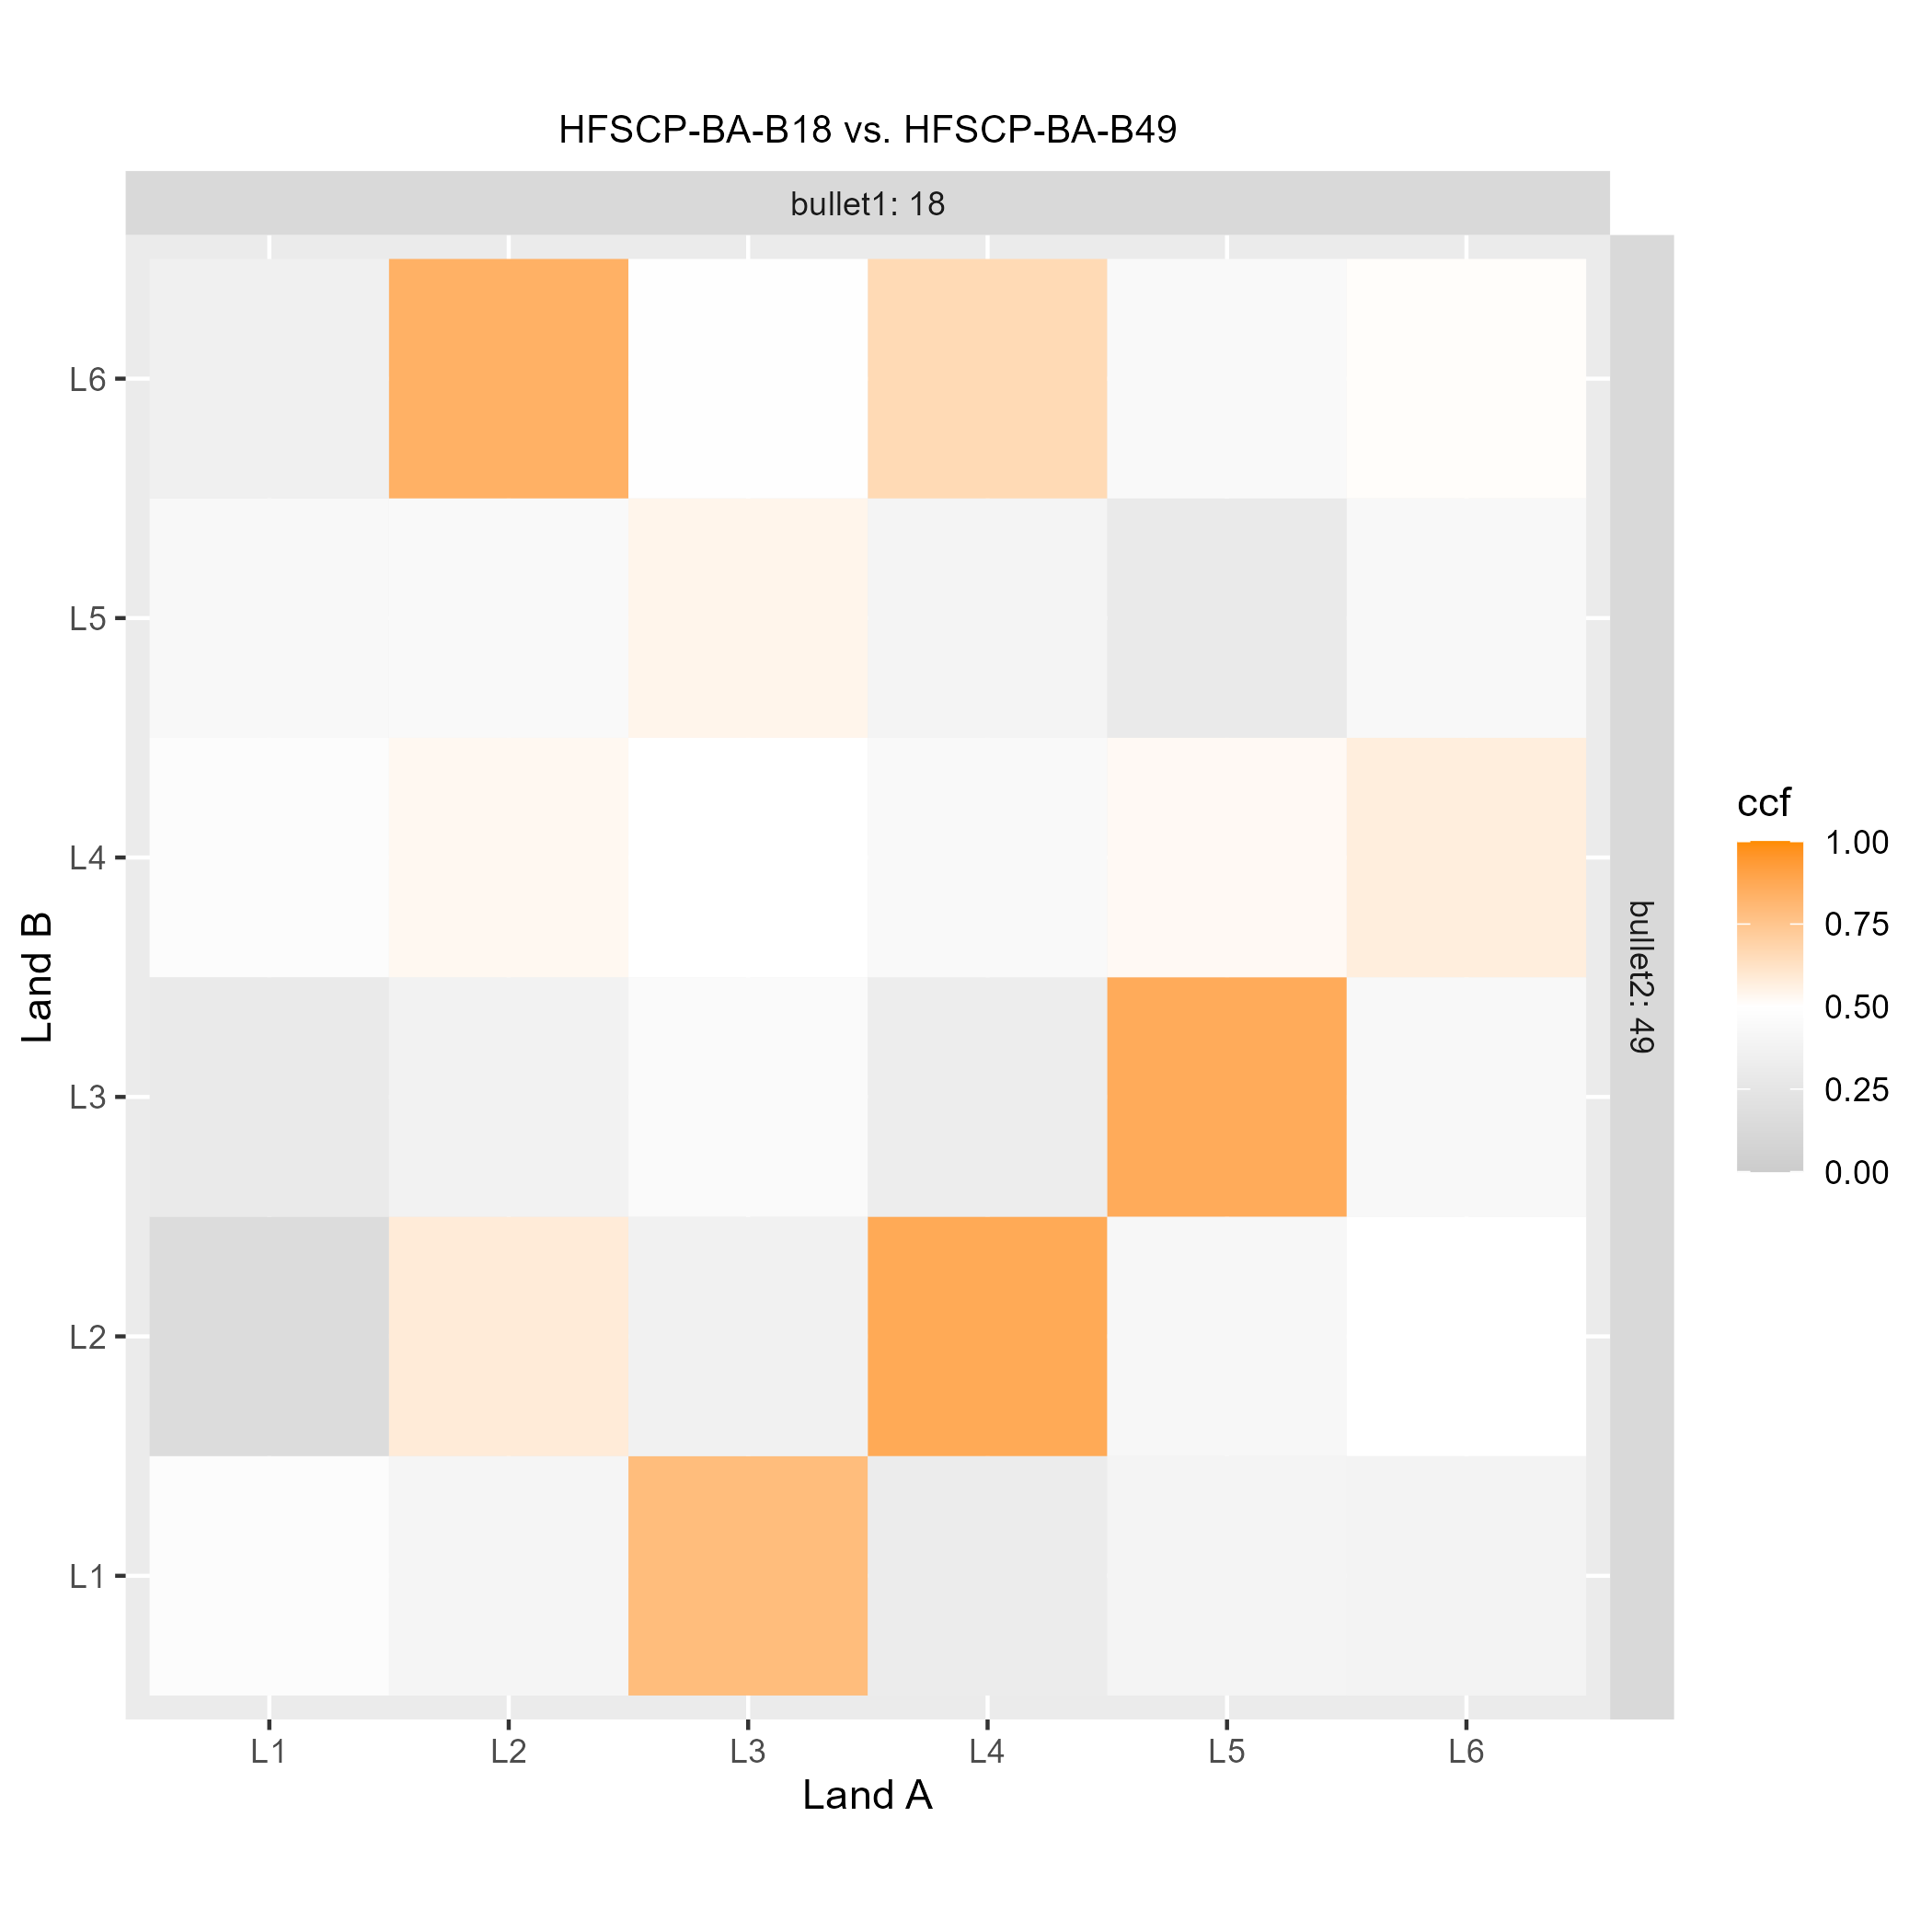 HFSCP-BA-B18 vs. HFSCP-BA-B49
bullet1: 18
L6
L5
L4
L3
L2
L1
Land B
bullet2: 49
L1 L2 L3 L4 L5 L6
Land A
ccf
1.00
0.75
0.50
0.25
0.00